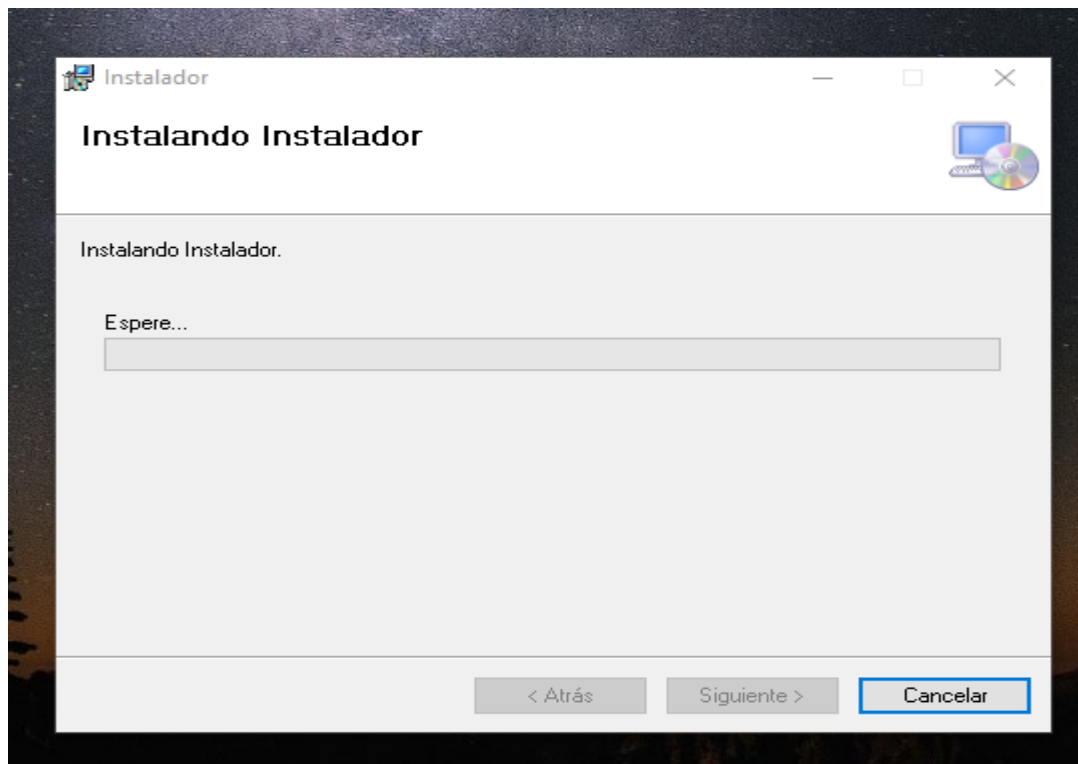 Instalador
Instalando Instalador
Instalando Instalador.
Espere...
< Atrás
Siguiente >
Cancelar